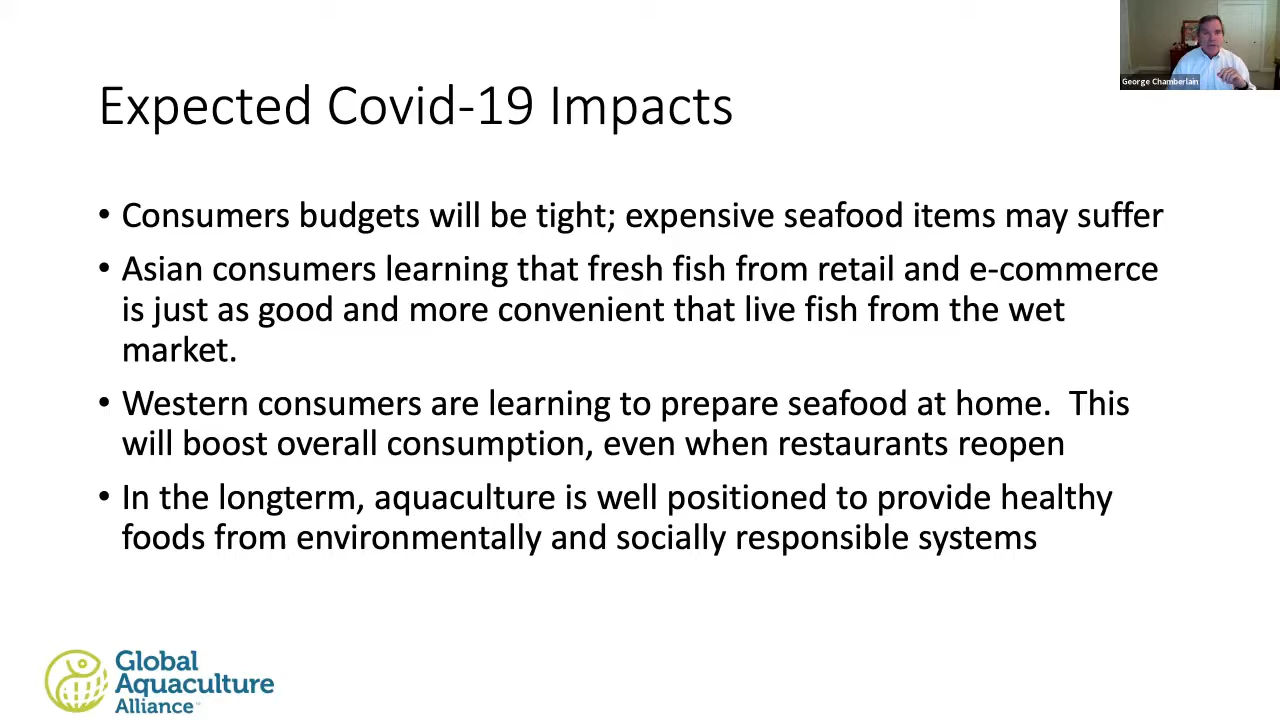 George Chamberlain
Expected Covid-19 Impacts
• Consumers budgets will be tight; expensive seafood items may suffer
• Asian consumers learning that fresh fish from retail and e-commerce
is just as good and more convenient that live fish from the wet
market.
• Western consumers are learning to prepare seafood at home.  This
will boost overall consumption, even when restaurants reopen
• In the longterm, aquaculture is well positioned to provide healthy
foods from environmentally and socially responsible systems
Global
Aquaculture
Alliance™